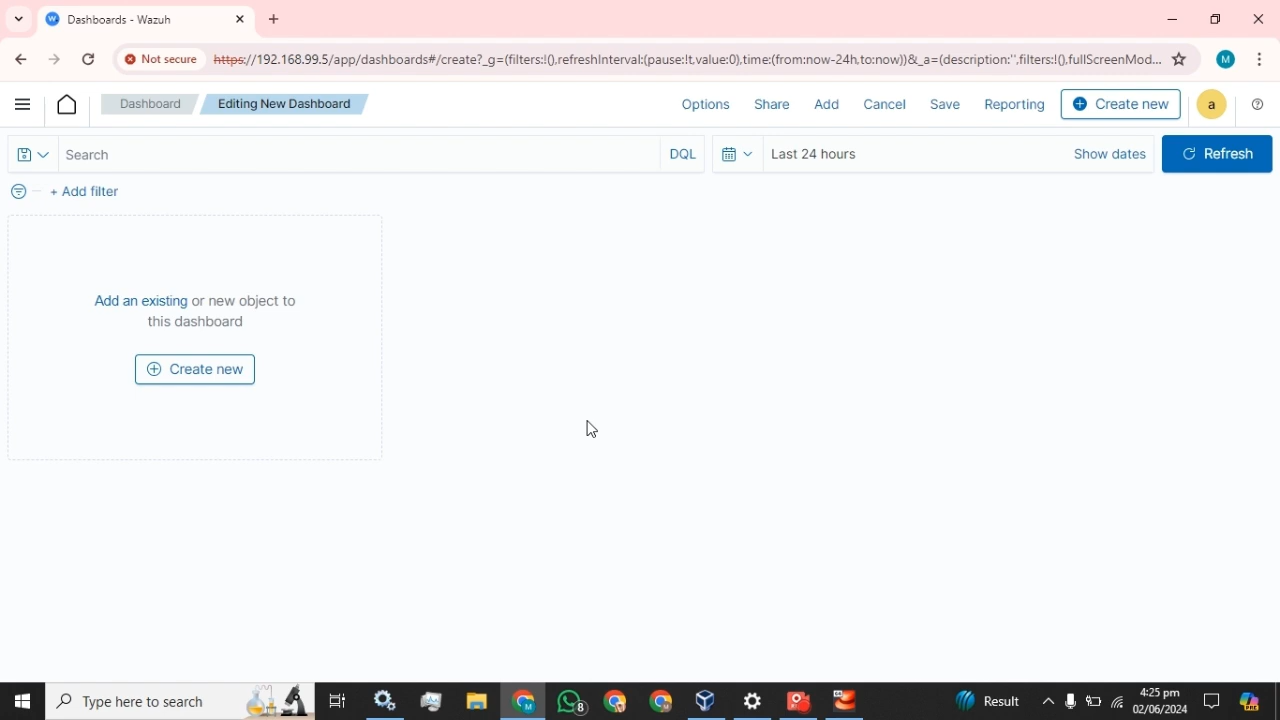 Dashboards - Wazuh
Not secure https://192.168.99.5/app/dashboards#/create?_g=(filters:!(),refreshInterval:(pause:!t,value:0),time:(from:now-24h,to:now))&_a=(description:'',filters:!(),fullScreenMod... M
Dashboard Editing New Dashboard Options Share Add Cancel Save Reporting Create new a
Search DQL Last 24 hours Show dates Refresh
+ Add filter
Add an existing or new object to
this dashboard
Create new
Type here to search 8 Result 4:25 pm
02/06/2024